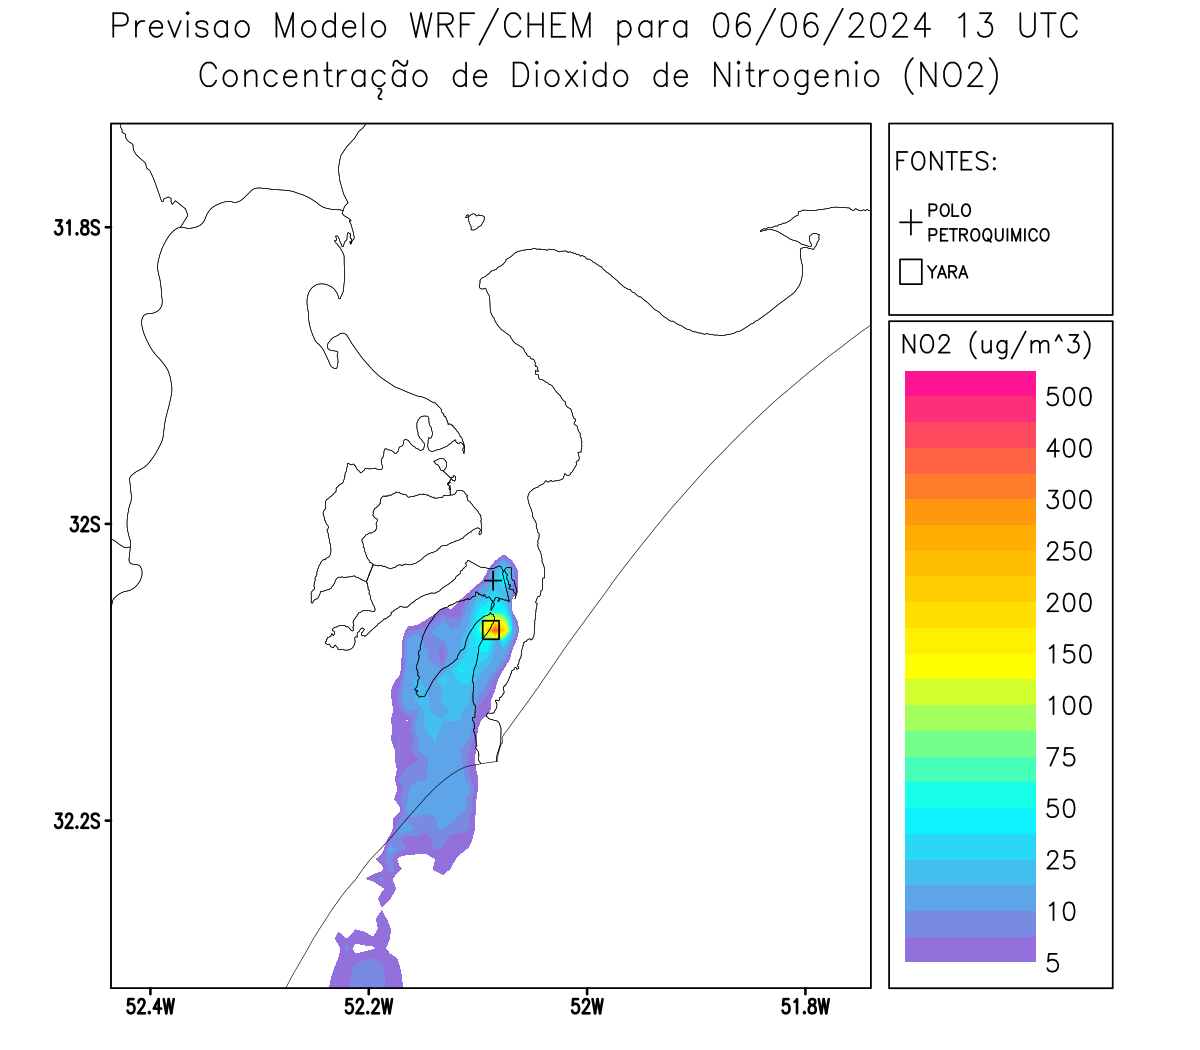 Previsao Modelo WRF/CHEM para 06/06/2024 13 UTC
Concentração de Dioxido de Nitrogenio (NO2)
FONTES:
POLO
PETROQUIMICO
YARA
NO2 (ug/m^3)
500
400
300
250
200
150
100
75
50
25
10
5
31.8S
32S
32.2S
52.4W
52.2W
52W
51.8W